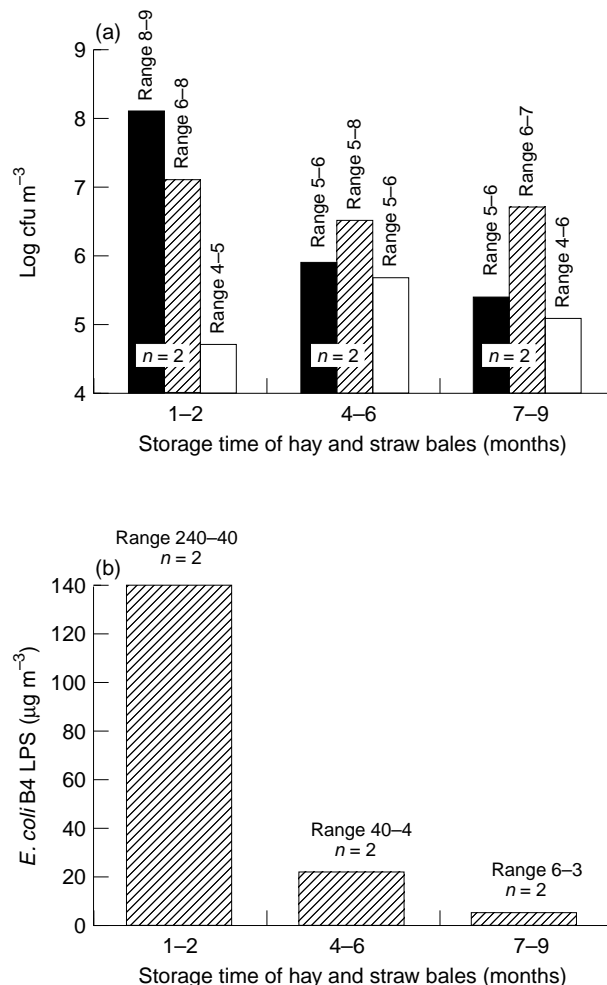 (a)
Range 8–9
Range 6–8
Range 4–5
Range 5–6
Range 5–8
Range 5–6
Range 5–6
Range 6–7
Range 4–6
9
8
7
6
5
4
Log cfu m⁻³
n = 2
n = 2
n = 2
1–2
4–6
7–9
Storage time of hay and straw bales (months)
(b)
Range 240–40
n = 2
Range 40–4
n = 2
Range 6–3
n = 2
140
120
100
80
60
40
20
0
E. coli B4 LPS (μg m⁻³)
1–2
4–6
7–9
Storage time of hay and straw bales (months)